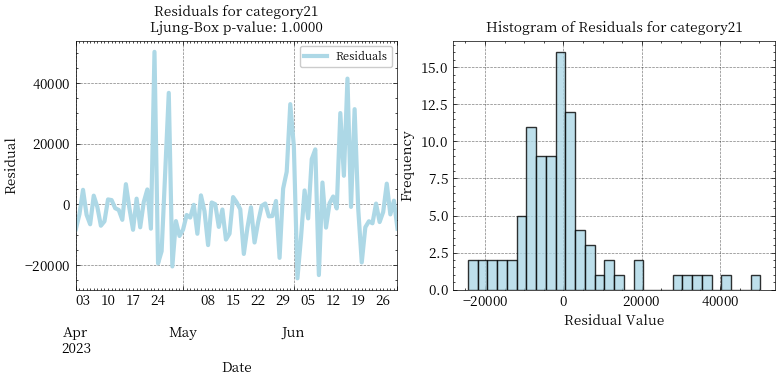 Residuals for category21
Ljung-Box p-value: 1.0000
Residuals
40000
20000
0
−20000
Residual
03 10 17 24 08 15 22 29 05 12 19 26
Apr May Jun
2023
Date
Histogram of Residuals for category21
15.0
12.5
10.0
7.5
5.0
2.5
0.0
Frequency
−20000 0 20000 40000
Residual Value